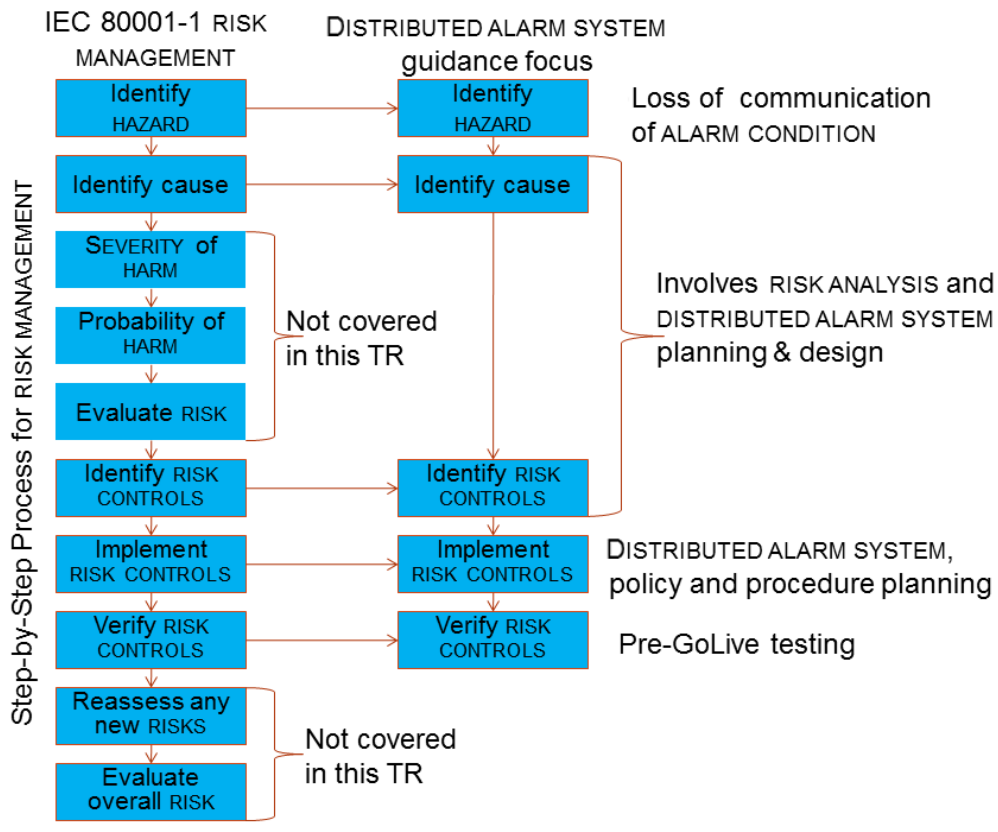 IEC 80001-1 RISK
MANAGEMENT
DISTRIBUTED ALARM SYSTEM
guidance focus
Step-by-Step Process for RISK MANAGEMENT
Identify
HAZARD
Identify
HAZARD
Loss of communication
of ALARM CONDITION
Identify cause
Identify cause
SEVERITY of
HARM
Probability of
HARM
Evaluate RISK
Not covered
in this TR
Involves RISK ANALYSIS and
DISTRIBUTED ALARM SYSTEM
planning & design
Identify RISK
CONTROLS
Identify RISK
CONTROLS
Implement
RISK CONTROLS
Implement
RISK CONTROLS
DISTRIBUTED ALARM SYSTEM,
policy and procedure planning
Verify RISK
CONTROLS
Verify RISK
CONTROLS
Pre-GoLive testing
Reassess any
new RISKS
Evaluate
overall RISK
Not covered
in this TR